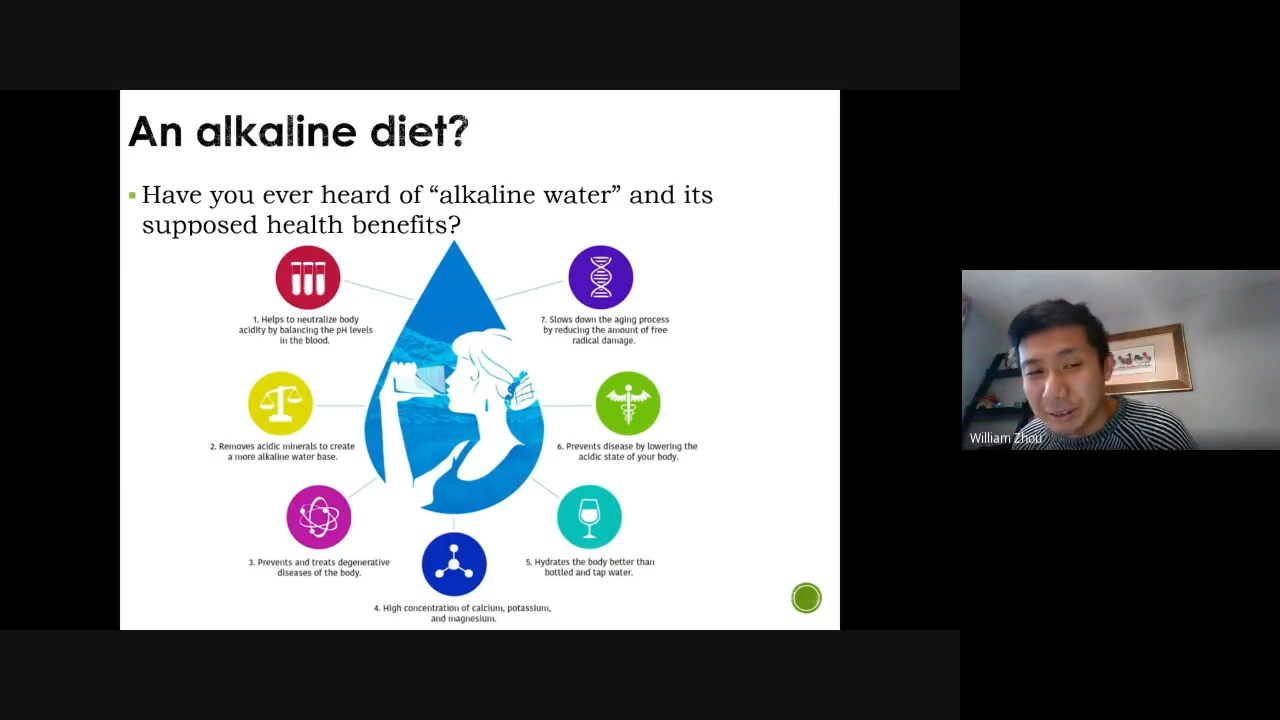 An alkaline diet?
Have you ever heard of “alkaline water” and its
supposed health benefits?
1. Helps to neutralize body
acidity by balancing the pH levels
in the blood.
7. Slows down the aging process
by reducing the amount of free
radical damage.
2. Removes acidic minerals to create
a more alkaline water base.
6. Prevents disease by lowering the
acidic state of your body.
3. Prevents and treats degenerative
diseases of the body.
5. Hydrates the body better than
bottled and tap water.
4. High concentration of calcium, potassium,
and magnesium.
William Zhou